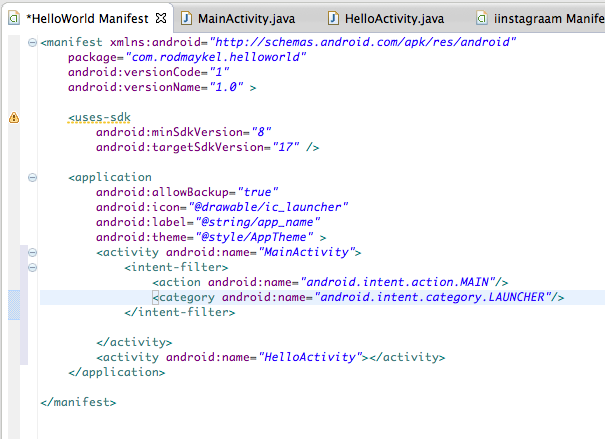 *HelloWorld Manifest MainActivity.java HelloActivity.java iinstagraam Manife
<manifest xmlns:android="http://schemas.android.com/apk/res/android"
package="com.rodmaykel.helloworld"
android:versionCode="1"
android:versionName="1.0" >
<uses-sdk
android:minSdkVersion="8"
android:targetSdkVersion="17" />
<application
android:allowBackup="true"
android:icon="@drawable/ic_launcher"
android:label="@string/app_name"
android:theme="@style/AppTheme" >
<activity android:name="MainActivity">
<intent-filter>
<action android:name="android.intent.action.MAIN"/>
<category android:name="android.intent.category.LAUNCHER"/>
</intent-filter>
</activity>
<activity android:name="HelloActivity"></activity>
</application>
</manifest>